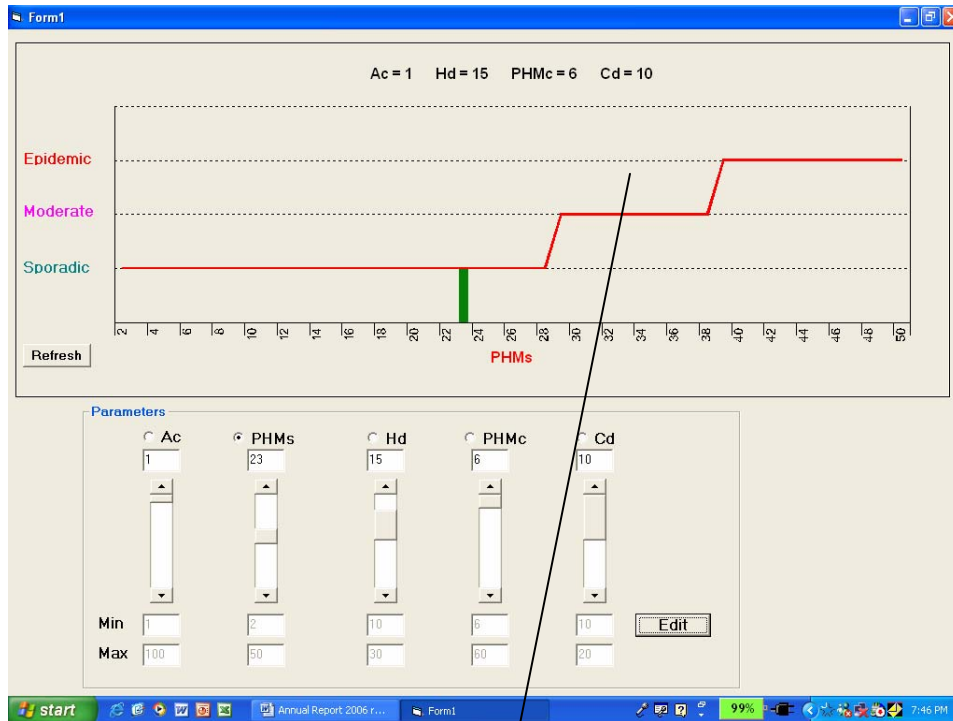 Form1
Ac = 1 Hd = 15 PHMc = 6 Cd = 10
Epidemic
Moderate
Sporadic
2 4 6 8 10 12 14 16 18 20 22 24 26 28 30 32 34 36 38 40 42 44 46 48 50
Refresh
PHMs
Parameters
Ac PHMs Hd PHMc Cd
1 23 15 6 10
Min 1 2 10 6 10 Edit
Max 100 50 30 60 20
start Annual Report 2006 r... Form1 99% 7:46 PM